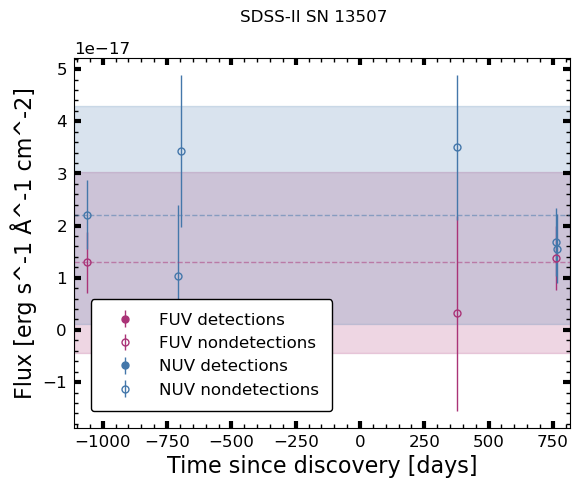 SDSS-II SN 13507
1e−17
Flux [erg s^-1 Å^-1 cm^-2]
5
4
3
2
1
0
−1
FUV detections
FUV nondetections
NUV detections
NUV nondetections
−1000 −750 −500 −250 0 250 500 750
Time since discovery [days]